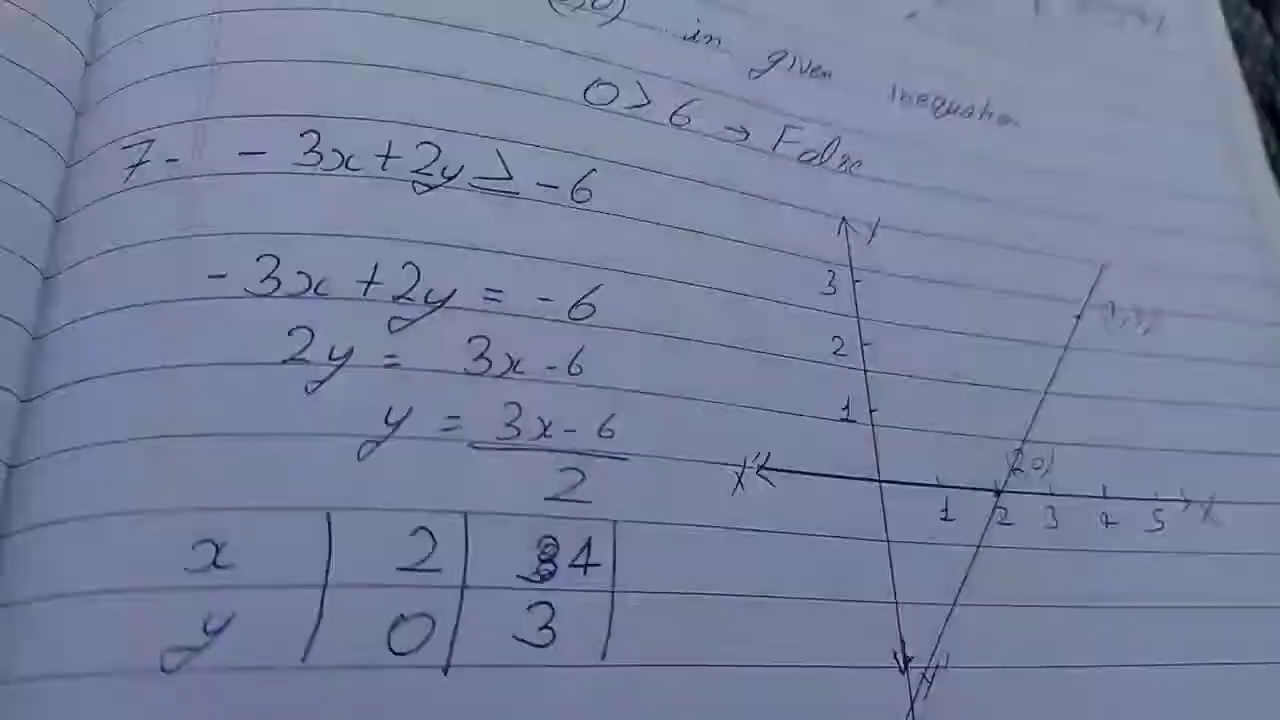 in given inequation
0 > 6 → False
7. - 3x + 2y ≥ -6
-3x + 2y = -6
2y = 3x - 6
y = 3x - 6
2
x | 2 | 4
y | 0 | 3
Y
3
2
1
X'
(2,0)
1 2 3 4 5 X
Y'